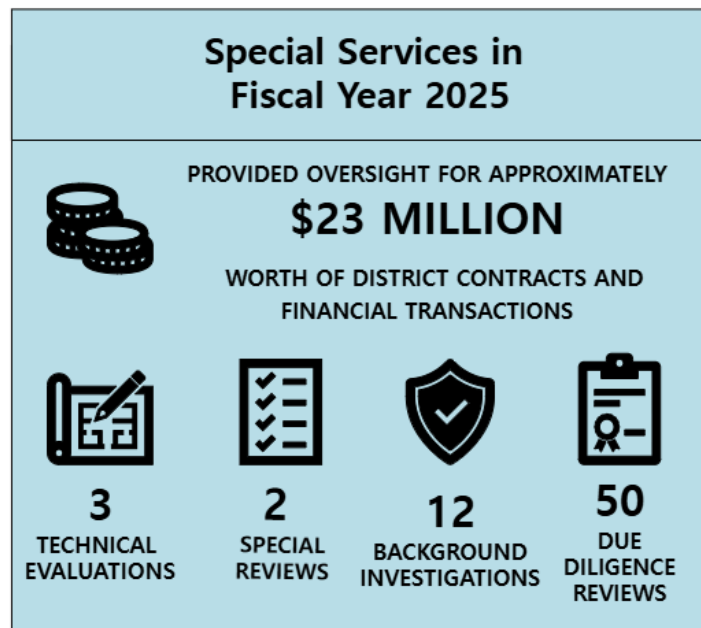 Special Services in
Fiscal Year 2025
PROVIDED OVERSIGHT FOR APPROXIMATELY
$23 MILLION
WORTH OF DISTRICT CONTRACTS AND
FINANCIAL TRANSACTIONS
3
TECHNICAL
EVALUATIONS
2
SPECIAL
REVIEWS
12
BACKGROUND
INVESTIGATIONS
50
DUE
DILIGENCE
REVIEWS